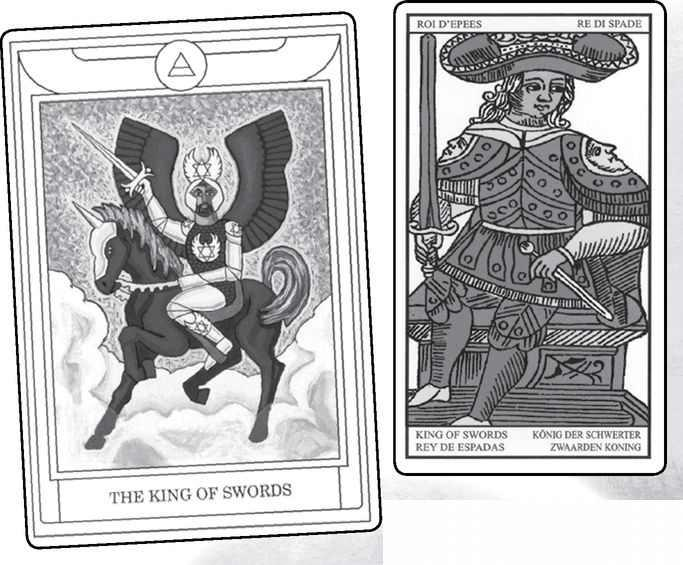 THE KING OF SWORDS
ROI D'EPEES
RE DI SPADE
KING OF SWORDS
KÖNIG DER SCHWERTER
REY DE ESPADAS
ZWAARDEN KONING